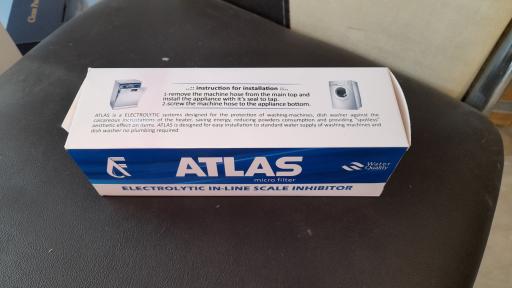 ..:: instruction for installation ::..
1-remove the machine hose from the main top and
install the appliance with it's seal to tap.
2.screw the machine hose to the appliance bottom.
ATLAS is a ELECTROLYTIC systems designed for the protection of washing-machines, dish washer against the
calcareous incrustations of the heater, saving energy, reducing powders consumption and providing "spotless"
aesthetic effect on items. ATLAS is designed for easy installation to standard water supply of washing machines and
dish washer no plumbing required
ATLAS
micro filter
Water
Quality
ELECTROLYTIC IN-LINE SCALE INHIBITOR